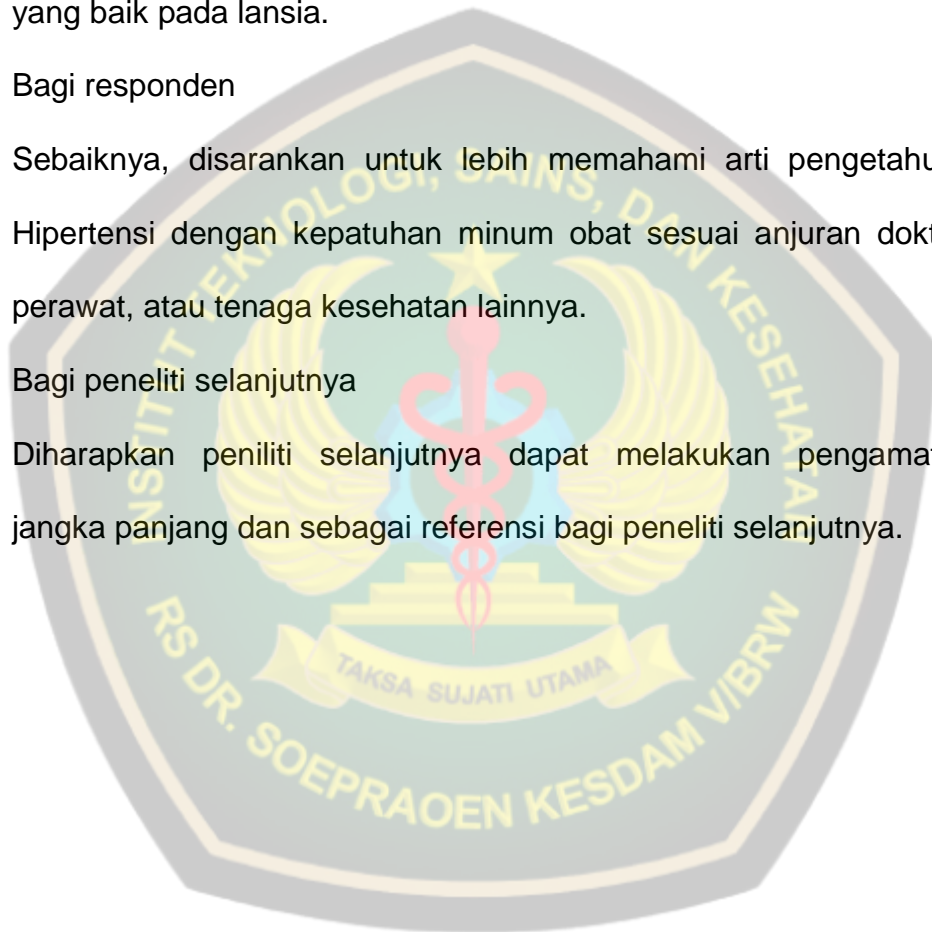 yang baik pada lansia.
Bagi responden
Sebaiknya, disarankan untuk lebih memahami arti pengetahu
Hipertensi dengan kepatuhan minum obat sesuai anjuran dokt
perawat, atau tenaga kesehatan lainnya.
Bagi peneliti selanjutnya
Diharapkan peniliti selanjutnya dapat melakukan pengamat
jangka panjang dan sebagai referensi bagi peneliti selanjutnya.
INSTITUT TEKNOLOGI, SAINS, DAN KESEHATAN
TAKSA SUJATI UTAMA
RS DR. SOEPRAOEN KESDAM V/BRW